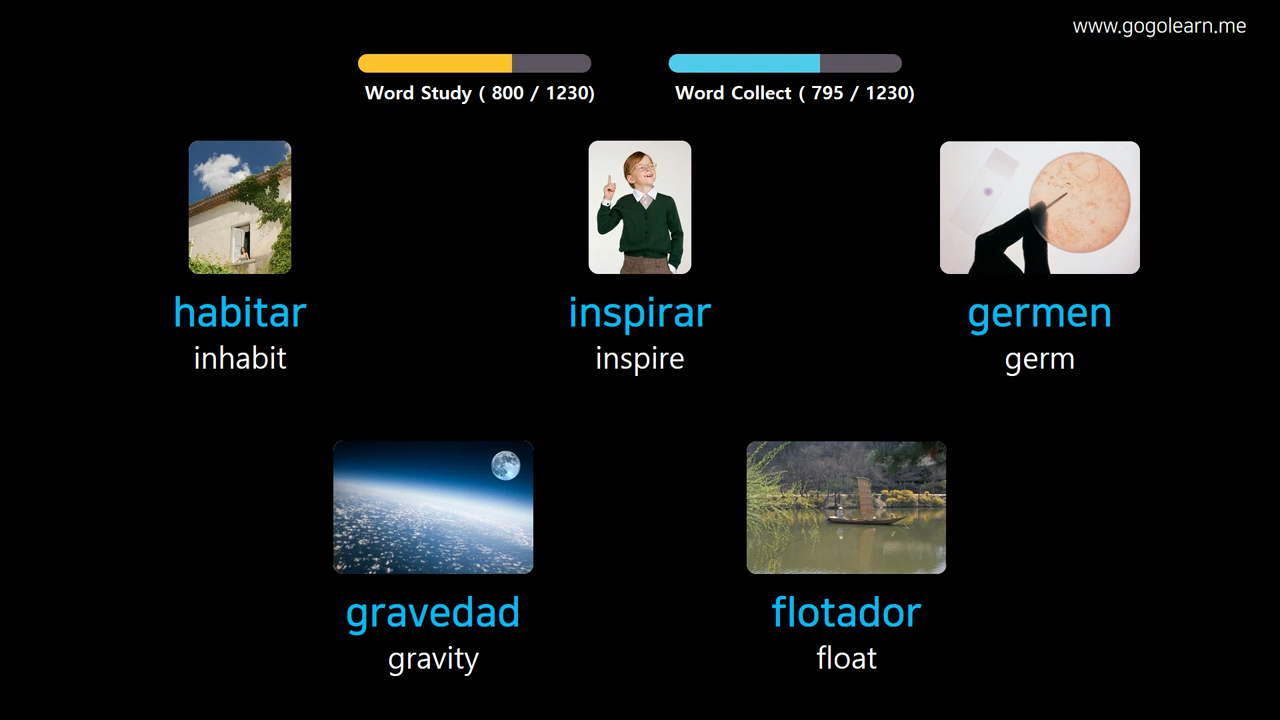 www.gogolearn.me
Word Study ( 800 / 1230)
Word Collect ( 795 / 1230)
habitar
inhabit
inspirar
inspire
germen
germ
gravedad
gravity
flotador
float